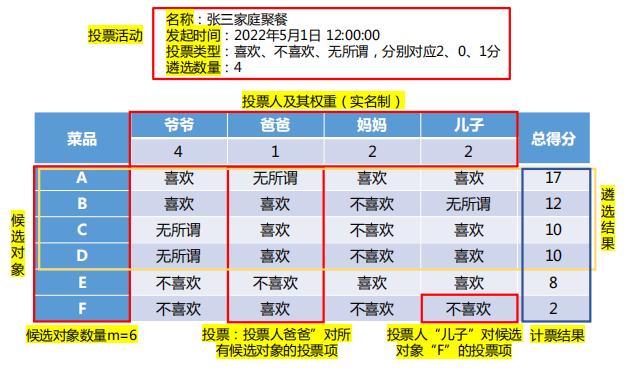 投票活动
名称：张三家庭聚餐
发起时间：2022年5月1日 12:00:00
投票类型：喜欢、不喜欢、无所谓，分别对应2、0、1分
遴选数量：4
投票人及其权重（实名制）
菜品 爷爷 爸爸 妈妈 儿子 总得分
4 1 2 2
A 喜欢 无所谓 喜欢 喜欢 17
B 喜欢 喜欢 不喜欢 无所谓 12
C 无所谓 喜欢 不喜欢 喜欢 10
D 无所谓 喜欢 不喜欢 喜欢 10
E 不喜欢 不喜欢 喜欢 喜欢 8
F 不喜欢 喜欢 不喜欢 不喜欢 2
候选对象
遴选结果
候选对象数量m=6
投票：投票人爸爸”对所
有候选对象的投票项
投票人“儿子”对候选
对象“F”的投票项
计票结果